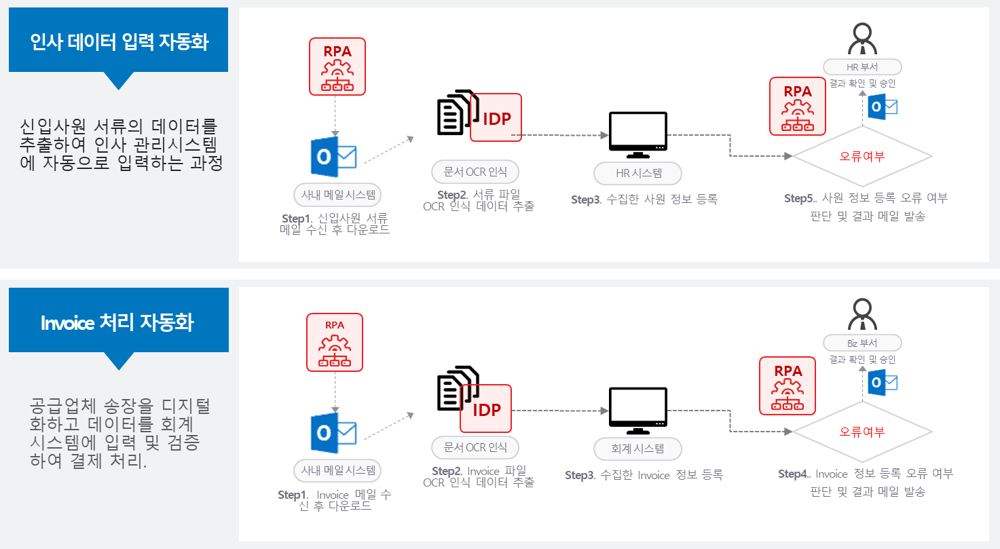 인사 데이터 입력 자동화
신입사원 서류의 데이터를
추출하여 인사 관리시스템
에 자동으로 입력하는 과정
RPA
O
사내 메일시스템
Step1. 신입사원 서류
메일 수신 후 다운로드
IDP
문서 OCR 인식
Step2. 서류 파일
OCR 인식 데이터 추출
HR 시스템
Step3. 수집한 사원 정보 등록
HR 부서
결과 확인 및 승인
RPA
O
오류여부
Step5.. 사원 정보 등록 오류 여부
판단 및 결과 메일 발송
Invoice 처리 자동화
공급업체 송장을 디지털
화하고 데이터를 회계
시스템에 입력 및 검증
하여 결제 처리.
RPA
O
사내 메일시스템
Step1. Invoice 메일 수
신 후 다운로드
IDP
문서 OCR 인식
Step2. Invoice 파일
OCR 인식 데이터 추출
회계 시스템
Step3. 수집한 Invoice 정보 등록
Biz 부서
결과 확인 및 승인
RPA
O
오류여부
Step4.. Invoice 정보 등록 오류 여부
판단 및 결과 메일 발송